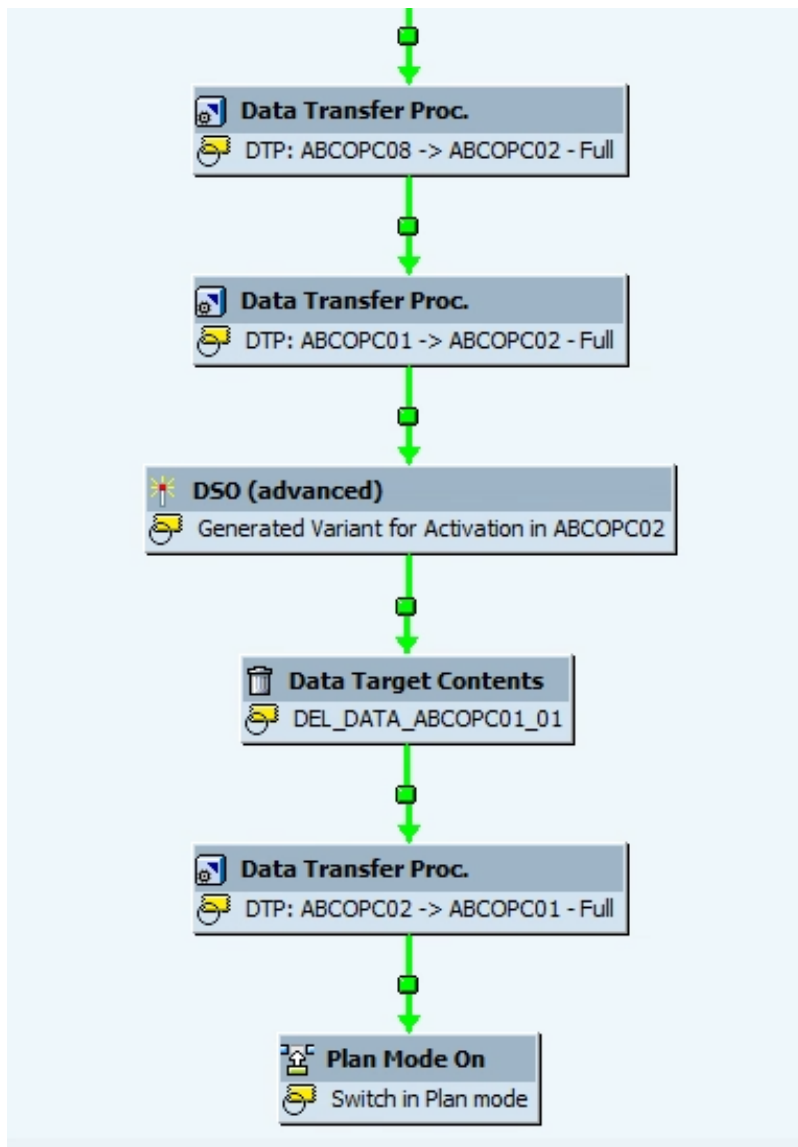 Data Transfer Proc.
DTP: ABCOPC08 -> ABCOPC02 - Full
Data Transfer Proc.
DTP: ABCOPC01 -> ABCOPC02 - Full
DSO (advanced)
Generated Variant for Activation in ABCOPC02
Data Target Contents
DEL_DATA_ABCOPC01_01
Data Transfer Proc.
DTP: ABCOPC02 -> ABCOPC01 - Full
Plan Mode On
Switch in Plan mode